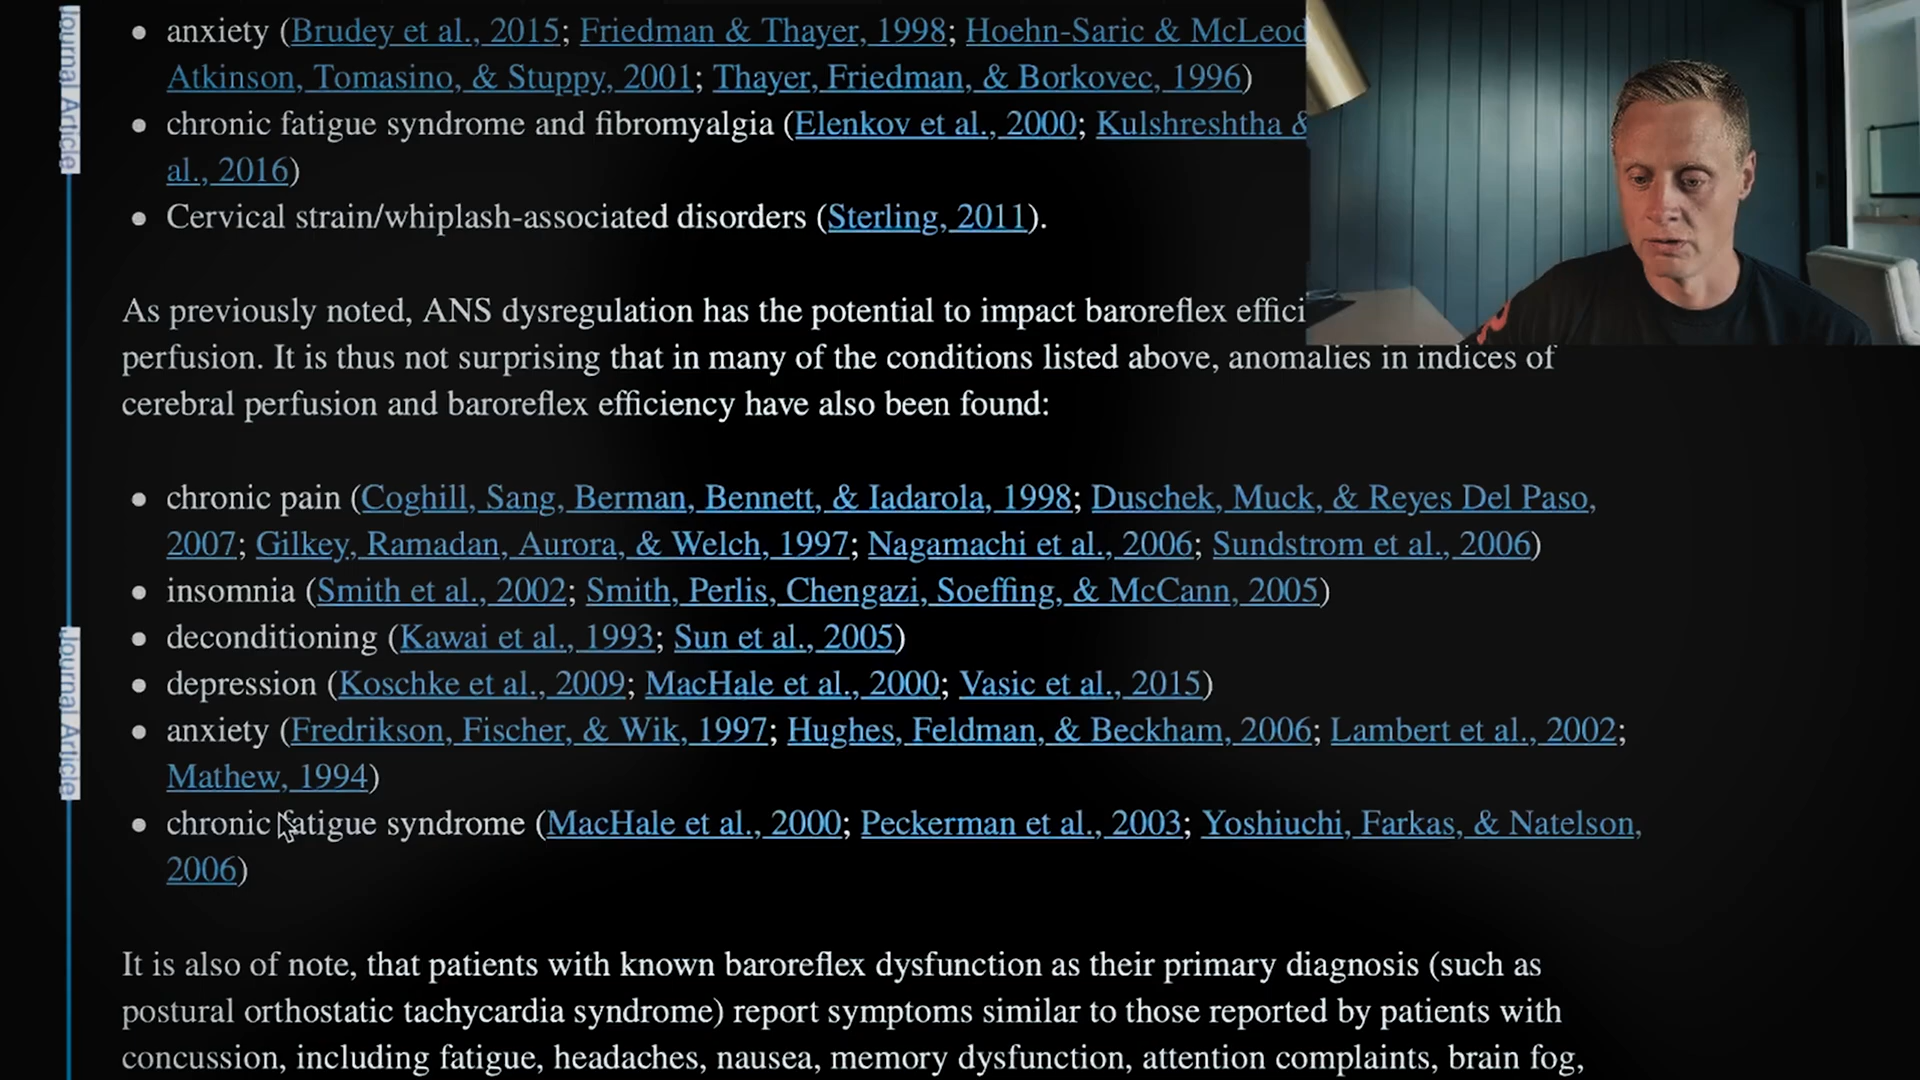 Journal Article
• anxiety (Brudey et al., 2015; Friedman & Thayer, 1998; Hoehn-Saric & McLeod
Atkinson, Tomasino, & Stuppy, 2001; Thayer, Friedman, & Borkovec, 1996)
• chronic fatigue syndrome and fibromyalgia (Elenkov et al., 2000; Kulshreshtha &
al., 2016)
• Cervical strain/whiplash-associated disorders (Sterling, 2011).
As previously noted, ANS dysregulation has the potential to impact baroreflex effici
perfusion. It is thus not surprising that in many of the conditions listed above, anomalies in indices of
cerebral perfusion and baroreflex efficiency have also been found:
• chronic pain (Coghill, Sang, Berman, Bennett, & Iadarola, 1998; Duschek, Muck, & Reyes Del Paso,
2007; Gilkey, Ramadan, Aurora, & Welch, 1997; Nagamachi et al., 2006; Sundstrom et al., 2006)
• insomnia (Smith et al., 2002; Smith, Perlis, Chengazi, Soeffing, & McCann, 2005)
• deconditioning (Kawai et al., 1993; Sun et al., 2005)
Journal Article
• depression (Koschke et al., 2009; MacHale et al., 2000; Vasic et al., 2015)
• anxiety (Fredrikson, Fischer, & Wik, 1997; Hughes, Feldman, & Beckham, 2006; Lambert et al., 2002;
Mathew, 1994)
• chronic fatigue syndrome (MacHale et al., 2000; Peckerman et al., 2003; Yoshiuchi, Farkas, & Natelson,
2006)
It is also of note, that patients with known baroreflex dysfunction as their primary diagnosis (such as
postural orthostatic tachycardia syndrome) report symptoms similar to those reported by patients with
concussion, including fatigue, headaches, nausea, memory dysfunction, attention complaints, brain fog,